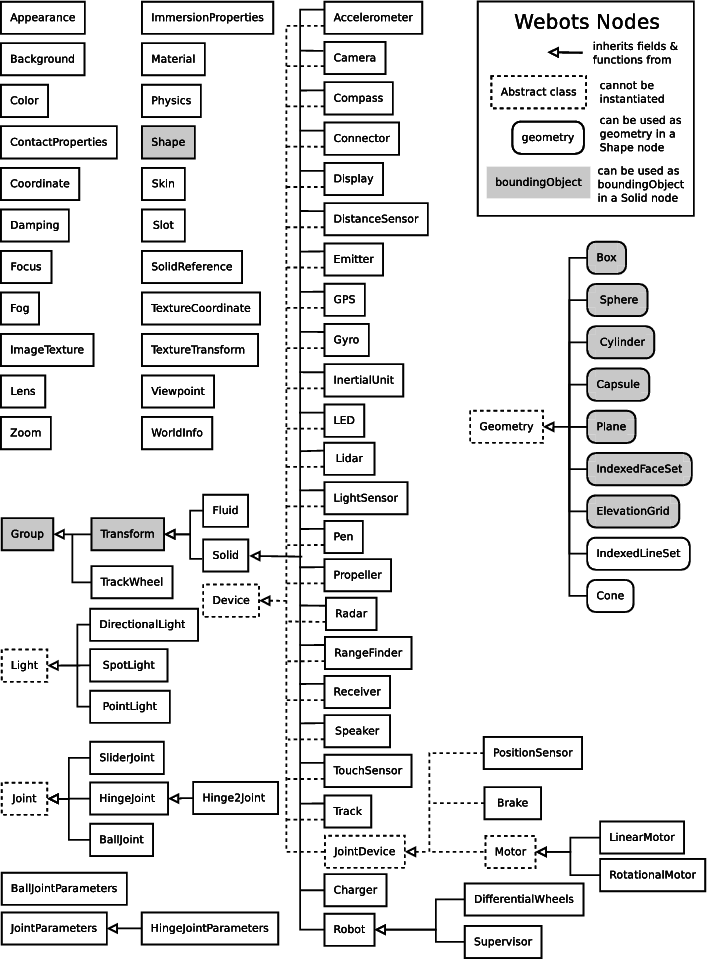 Appearance
Background
Color
ContactProperties
Coordinate
Damping
Focus
Fog
ImageTexture
Lens
Zoom
ImmersionProperties
Material
Physics
Shape
Skin
Slot
SolidReference
TextureCoordinate
TextureTransform
Viewpoint
WorldInfo
Group
Transform
TrackWheel
Fluid
Solid
Device
Light
DirectionalLight
SpotLight
PointLight
Joint
SliderJoint
HingeJoint
Hinge2Joint
BallJoint
BallJointParameters
JointParameters
HingeJointParameters
Accelerometer
Camera
Compass
Connector
Display
DistanceSensor
Emitter
GPS
Gyro
InertialUnit
LED
Lidar
LightSensor
Pen
Propeller
Radar
RangeFinder
Receiver
Speaker
TouchSensor
Track
JointDevice
Charger
Robot
PositionSensor
Brake
Motor
LinearMotor
RotationalMotor
DifferentialWheels
Supervisor
Webots Nodes
inherits fields &
functions from
Abstract class
cannot be
instantiated
geometry
can be used as
geometry in a
Shape node
boundingObject
can be used as
boundingObject
in a Solid node
Geometry
Box
Sphere
Cylinder
Capsule
Plane
IndexedFaceSet
ElevationGrid
IndexedLineSet
Cone